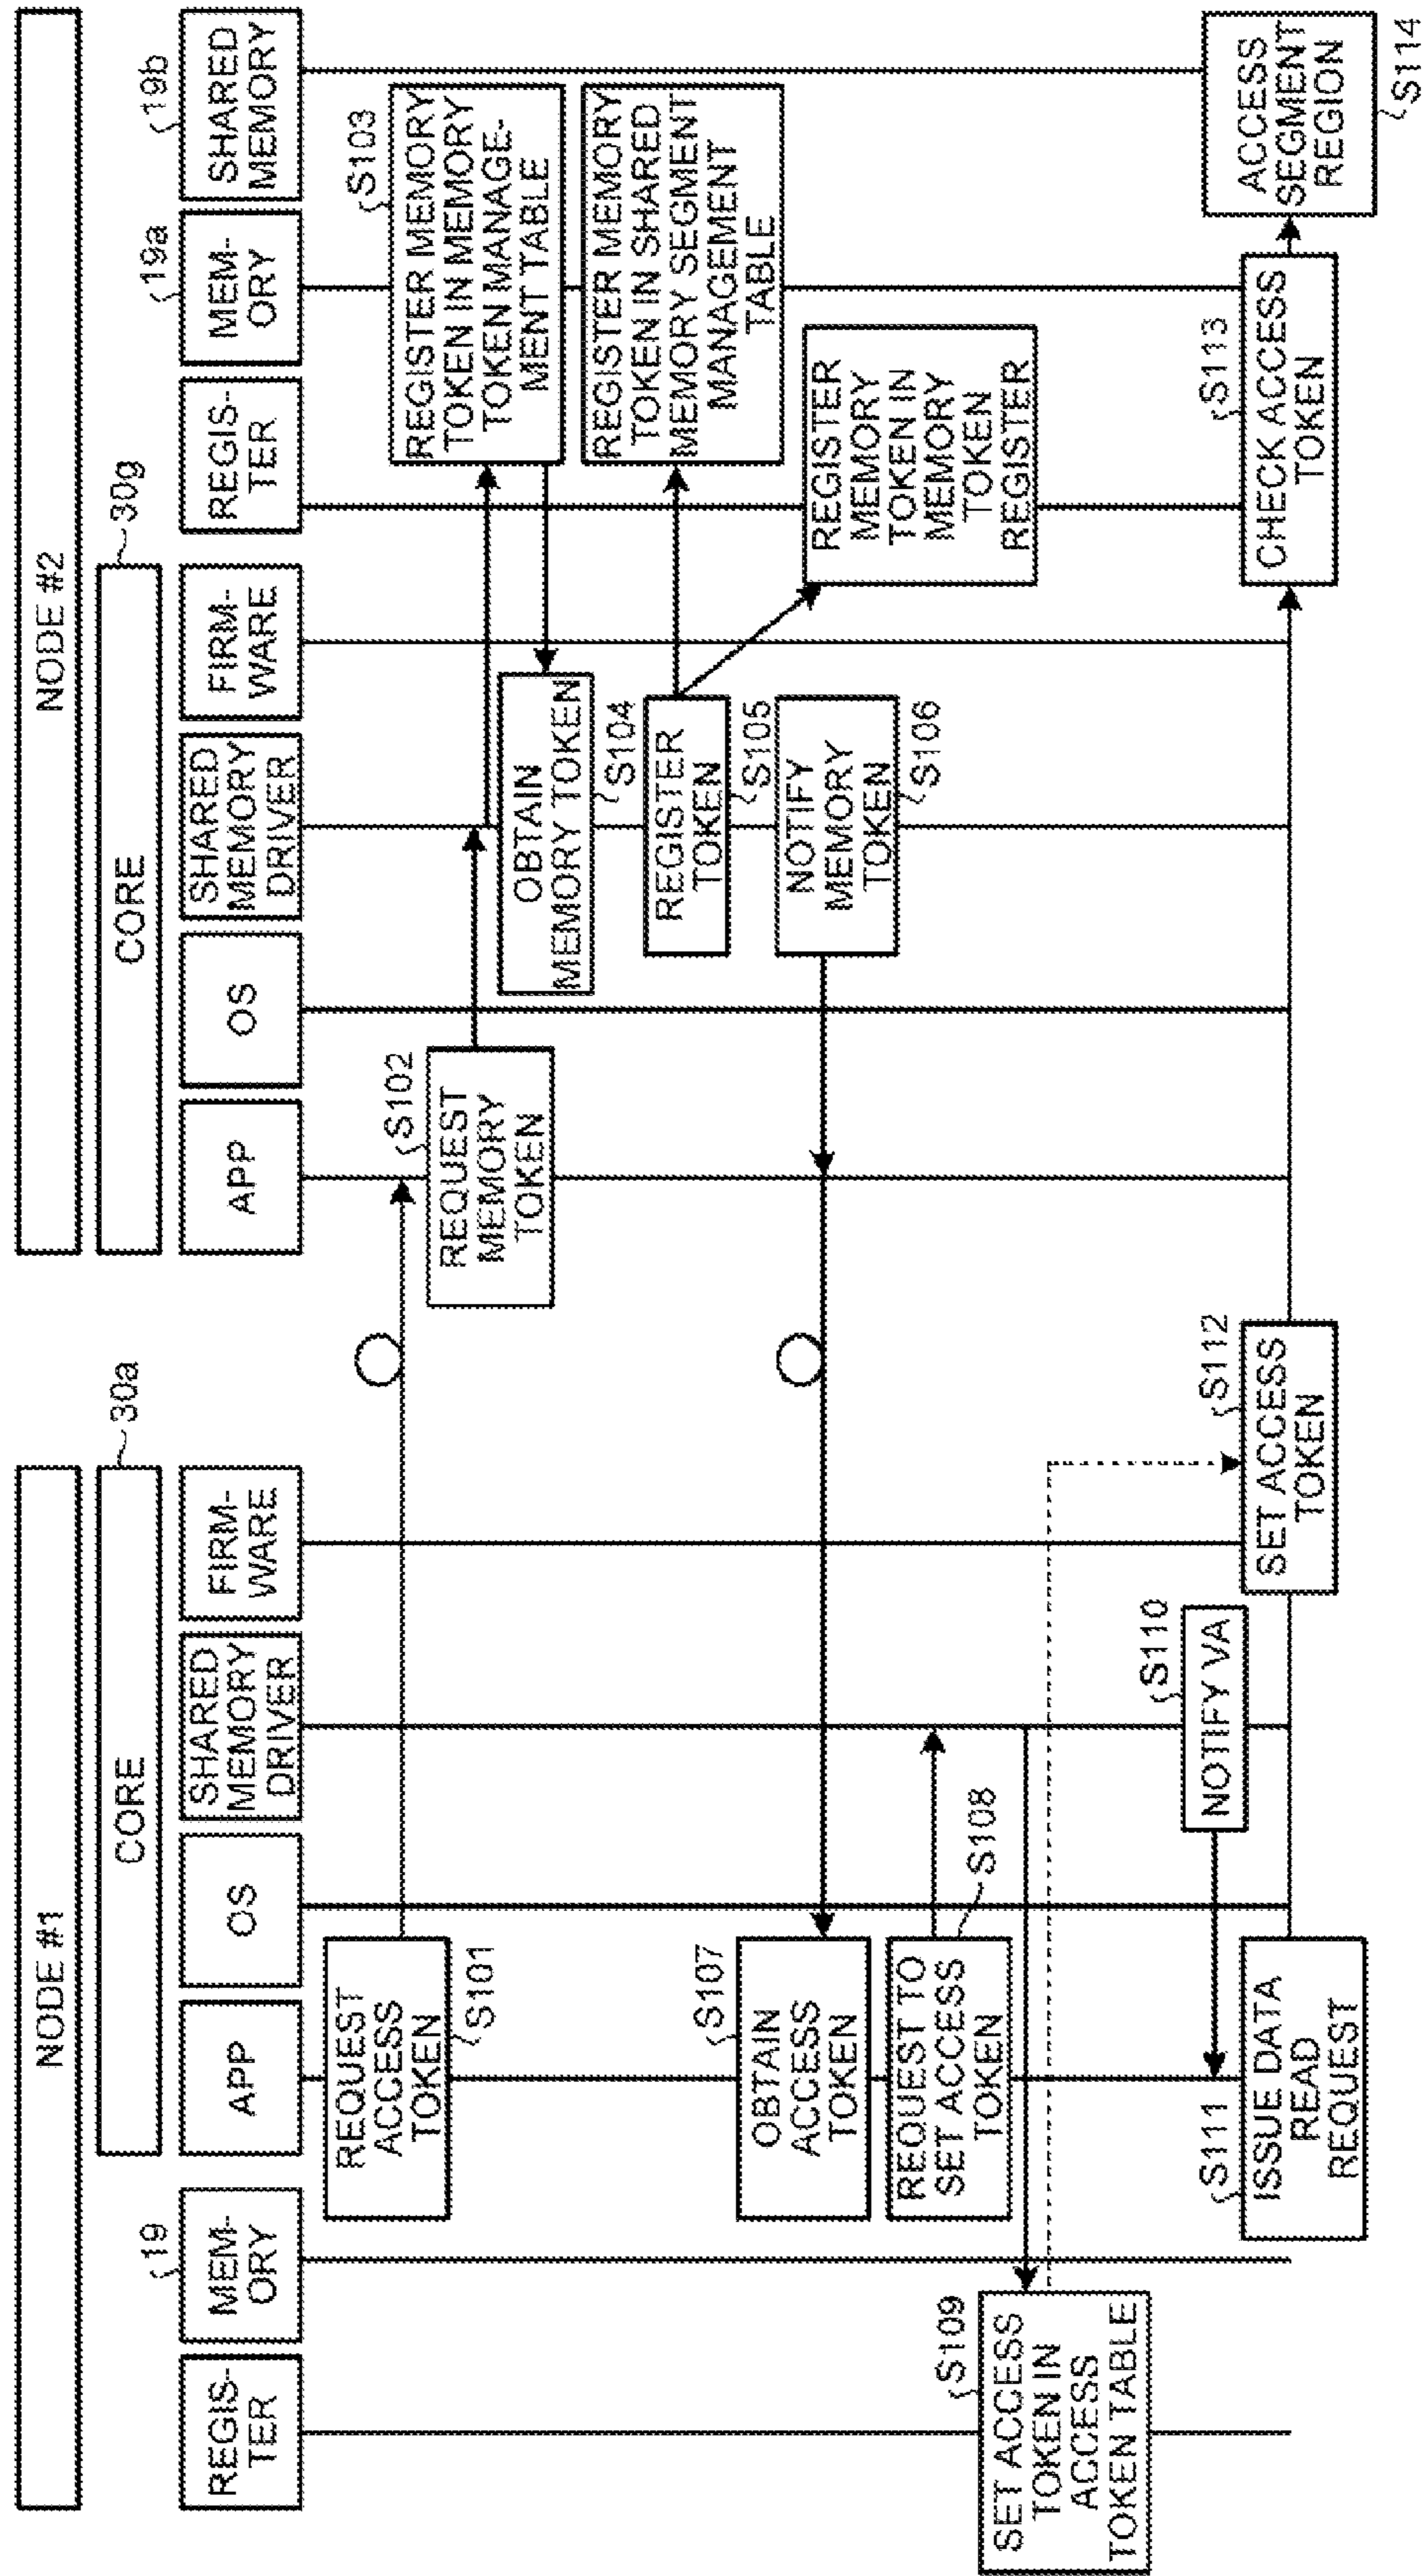 NODE #1
CORE
30a
REGIS-
TER
19
MEM-
ORY
APP
OS
SHARED
MEMORY
DRIVER
FIRM-
WARE
NODE #2
CORE
30g
APP
OS
SHARED
MEMORY
DRIVER
FIRM-
WARE
REGIS-
TER
19a
MEM-
ORY
19b
SHARED
MEMORY
REQUEST
ACCESS
TOKEN
S101
S102
REQUEST
MEMORY
TOKEN
S103
REGISTER MEMORY
TOKEN IN MEMORY
TOKEN MANAGE-
MENT TABLE
OBTAIN
MEMORY TOKEN
S104
REGISTER
TOKEN
S105
REGISTER MEMORY
TOKEN IN SHARED
MEMORY SEGMENT
MANAGEMENT
TABLE
REGISTER
MEMORY
TOKEN IN
MEMORY
TOKEN
REGISTER
NOTIFY
MEMORY
TOKEN
S106
S107
OBTAIN
ACCESS
TOKEN
REQUEST TO
SET ACCESS
TOKEN
S108
S109
SET ACCESS
TOKEN IN
ACCESS
TOKEN TABLE
S110
NOTIFY VA
S111
ISSUE DATA
READ
REQUEST
S112
SET ACCESS
TOKEN
S113
CHECK ACCESS
TOKEN
ACCESS
SEGMENT
REGION
S114